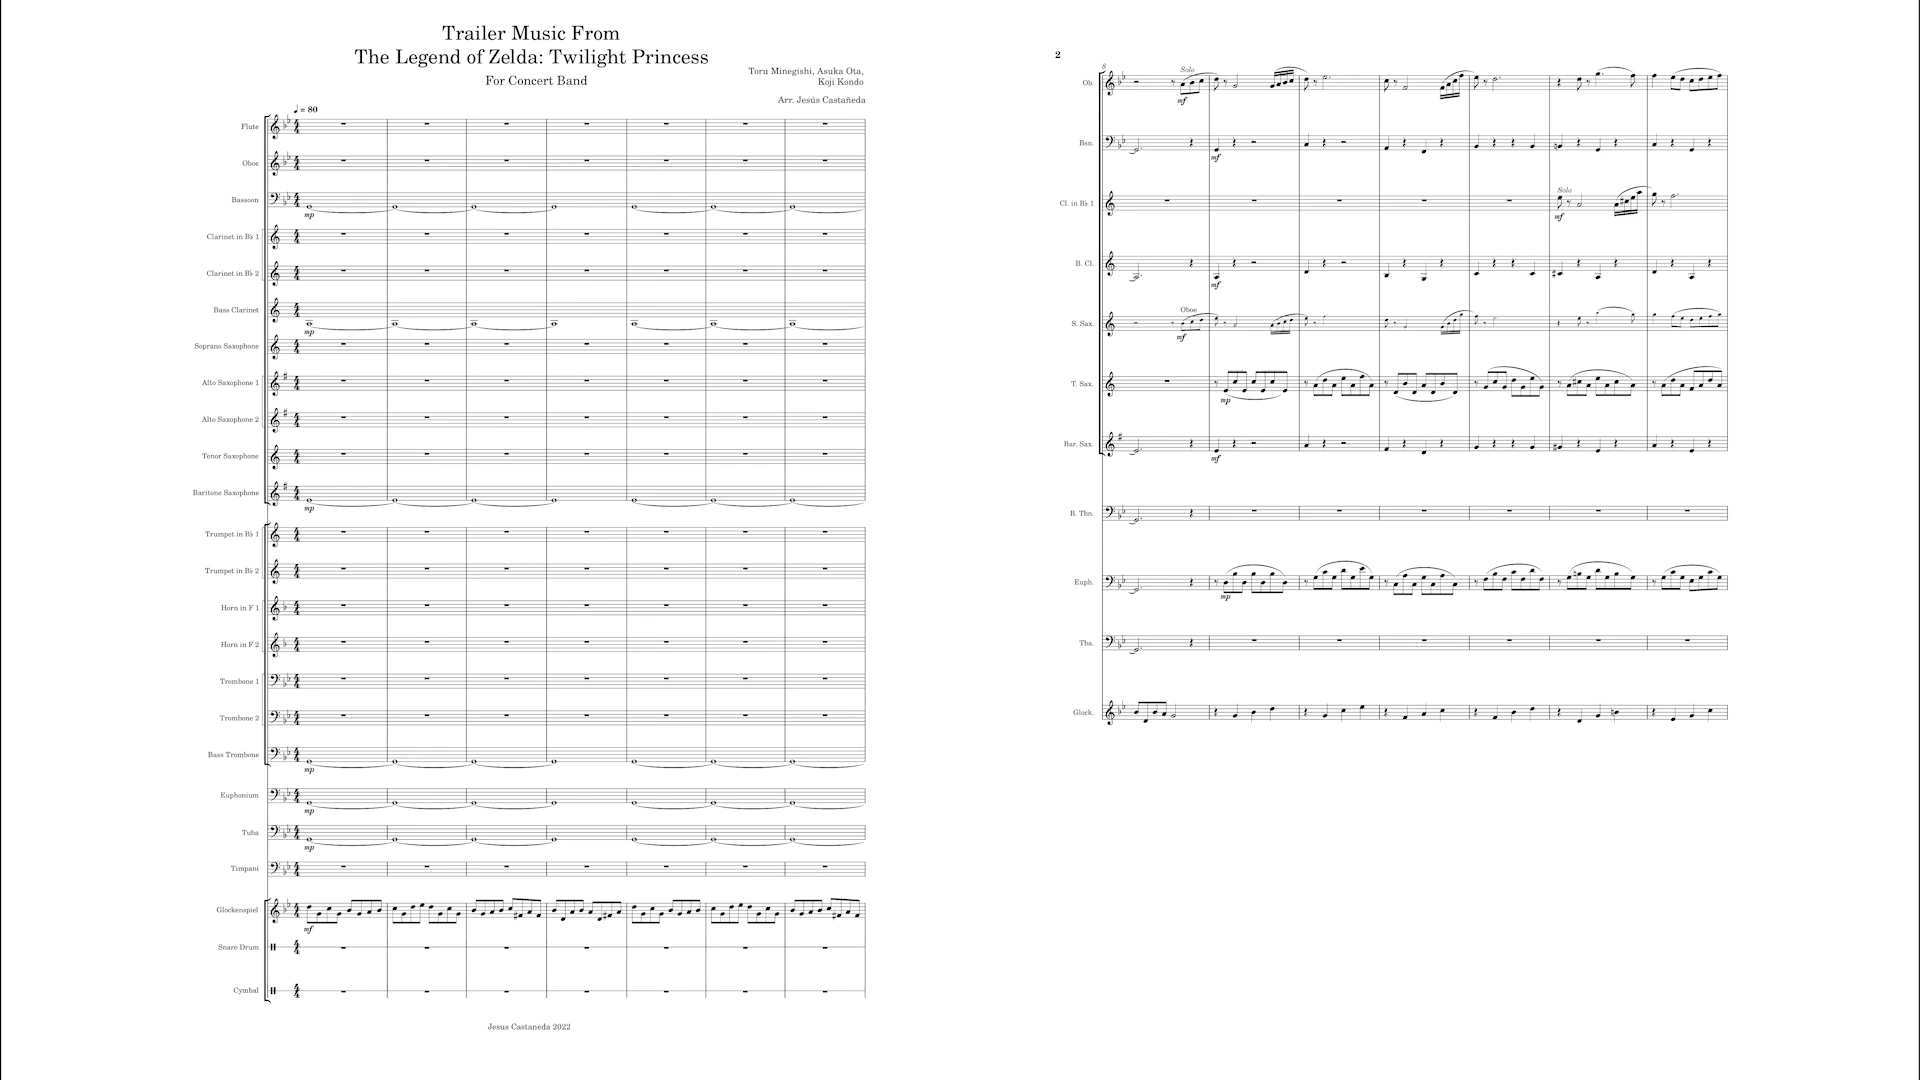 Trailer Music From
The Legend of Zelda: Twilight Princess
For Concert Band
Toru Minegishi, Asuka Ota,
Koji Kondo
Arr. Jesús Castañeda
♩ = 80
Flute
Oboe
Bassoon
mp
Clarinet in B♭ 1
Clarinet in B♭ 2
Bass Clarinet
mp
Soprano Saxophone
Alto Saxophone 1
Alto Saxophone 2
Tenor Saxophone
Baritone Saxophone
mp
Trumpet in B♭ 1
Trumpet in B♭ 2
Horn in F 1
Horn in F 2
Trombone 1
Trombone 2
Bass Trombone
mp
Euphonium
mp
Tuba
mp
Timpani
Glockenspiel
mf
Snare Drum
Cymbal
Jesus Castaneda 2022
2
8
Solo
Ob.
mf
Bsn.
mf
Solo
Cl. in B♭ 1
mf
B. Cl.
mf
Oboe
S. Sax.
mf
T. Sax.
mp
Bar. Sax.
mf
B. Tbn.
Euph.
mp
Tba.
Glock.